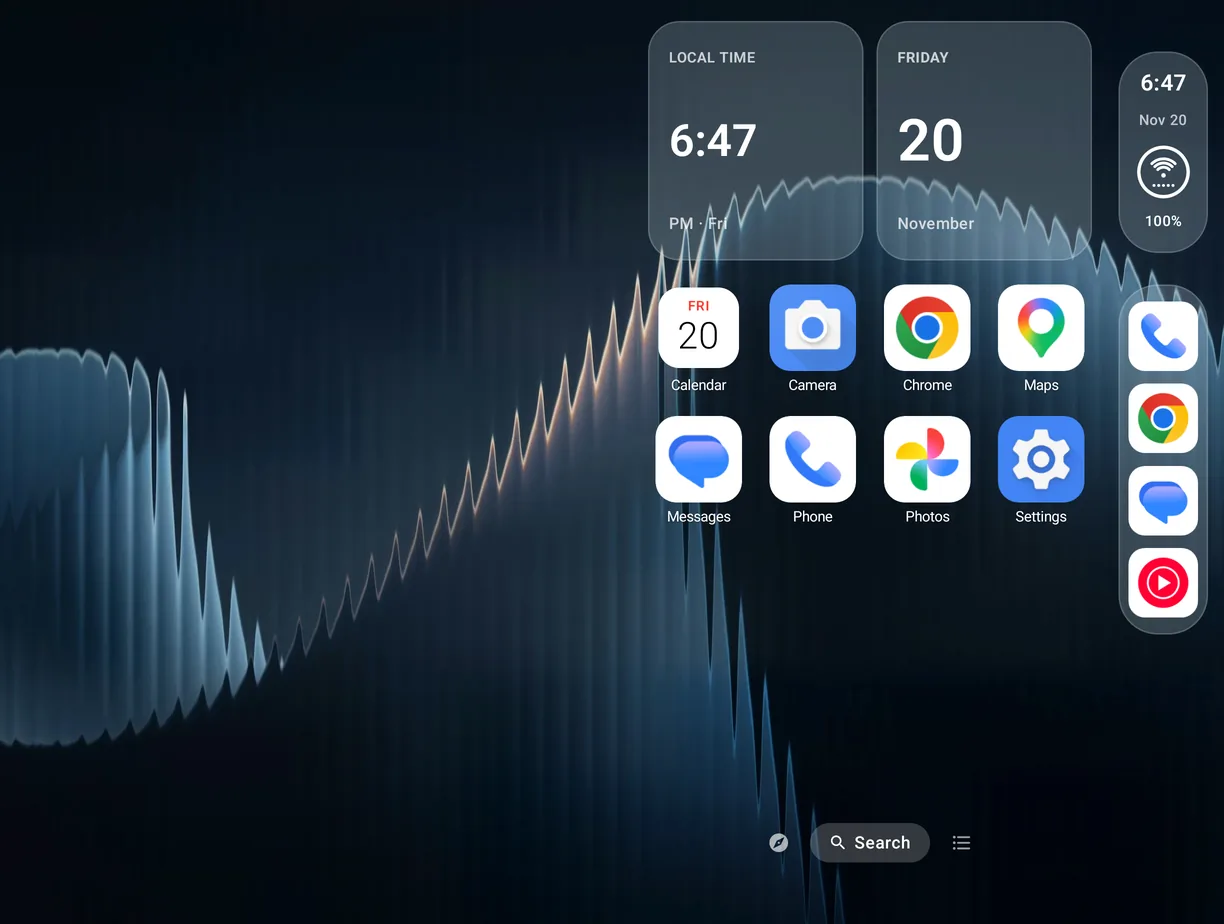 LOCAL TIME
6:47
PM · Fri
FRIDAY
20
November
6:47
Nov 20
100%
FRI
20
Calendar
Camera
Chrome
Maps
Messages
Phone
Photos
Settings
Search